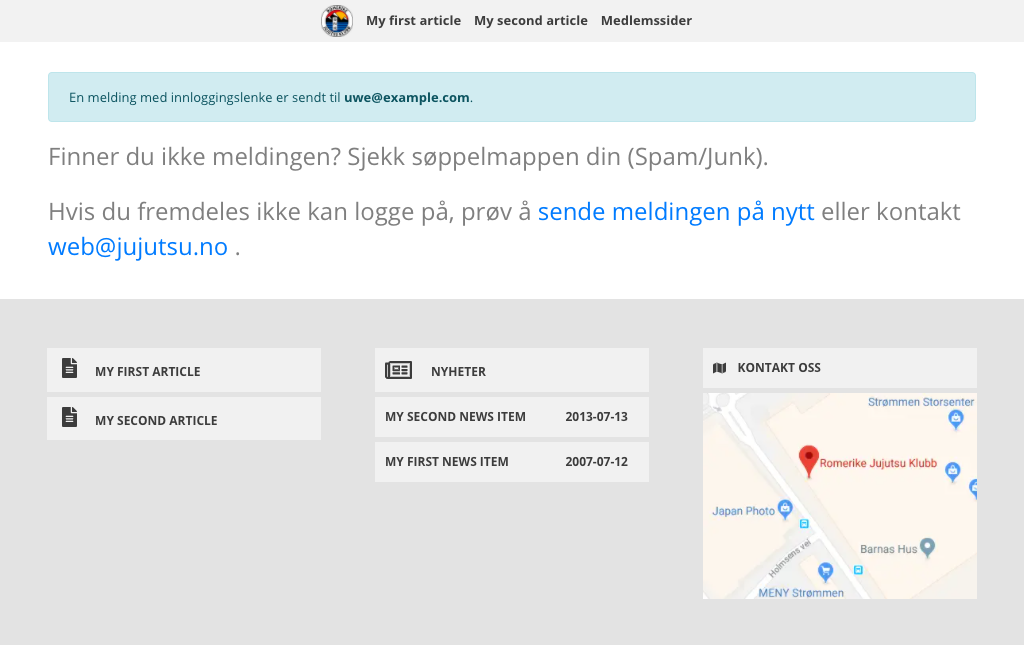 My first article My second article Medlemssider
En melding med innloggingslenke er sendt til uwe@example.com.
Finner du ikke meldingen? Sjekk søppelmappen din (Spam/Junk).
Hvis du fremdeles ikke kan logge på, prøv å sende meldingen på nytt eller kontakt
web@jujutsu.no .
MY FIRST ARTICLE
MY SECOND ARTICLE
NYHETER
MY SECOND NEWS ITEM 2013-07-13
MY FIRST NEWS ITEM 2007-07-12
KONTAKT OSS
Strømmen Storsenter
Romerike Jujutsu Klubb
Japan Photo
Barnas Hus
Holmsens vei
MENY Strømmen